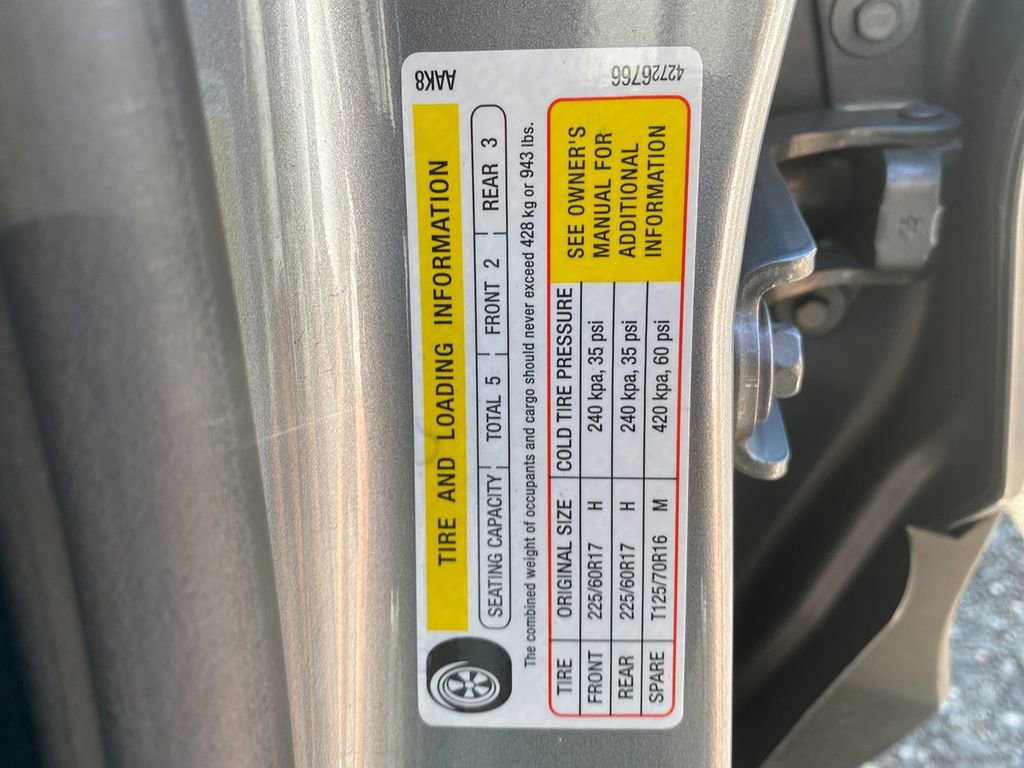 TIRE AND LOADING INFORMATION
SEATING CAPACITY TOTAL 5 FRONT 2 REAR 3
The combined weight of occupants and cargo should never exceed 428 kg or 943 lbs.
TIRE ORIGINAL SIZE COLD TIRE PRESSURE
FRONT 225/60R17 H 240 kpa, 35 psi
REAR 225/60R17 H 240 kpa, 35 psi
SPARE T125/70R16 M 420 kpa, 60 psi
SEE OWNER'S
MANUAL FOR
ADDITIONAL
INFORMATION
AAK8
42726766